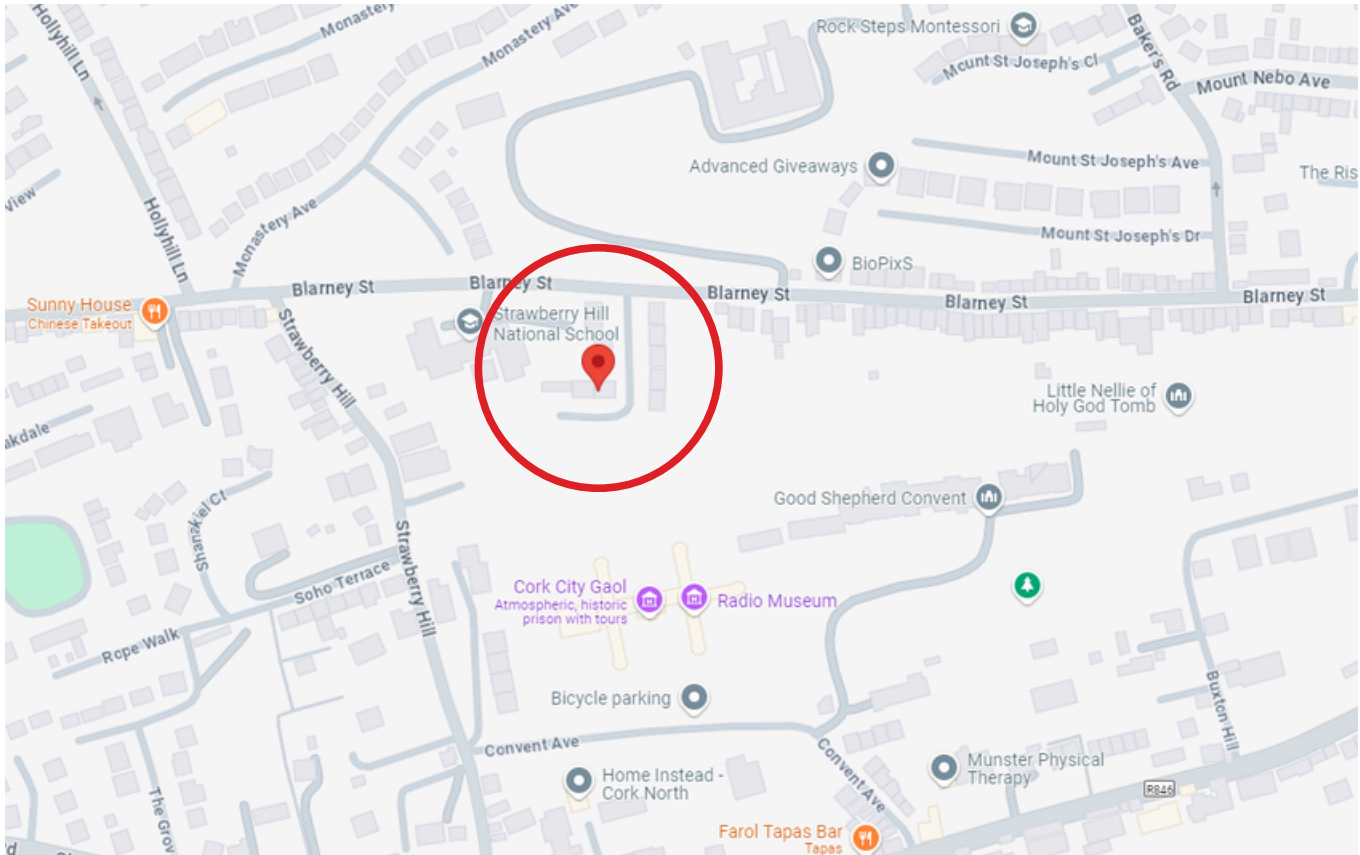 Hollyhill Ln
Monastery Ave
Monastery Ave
Rock Steps Montessori
Mount St Joseph's Cl
Baker's Rd
Mount Nebo Ave
Advanced Giveaways
Mount St Joseph's Ave
The Ris
View
Hollyhill Ln
Monastery Ave
Mount St Joseph's Dr
BioPixS
Blarney St
Blarney St
Blarney St
Blarney St
Blarney St
Sunny House
Chinese Takeout
Strawberry Hill
National School
Strawberry Hill
Little Nellie of
Holy God Tomb
akdale
Good Shepherd Convent
Shanakiel Ct
Strawberry Hill
Soho Terrace
Cork City Gaol
Atmospheric, historic
prison with tours
Radio Museum
Rope Walk
Bicycle parking
Buxton Hill
Convent Ave
Convent Ave
Home Instead -
Cork North
Munster Physical
Therapy
R846
The Grov
Farol Tapas Bar
Tapas